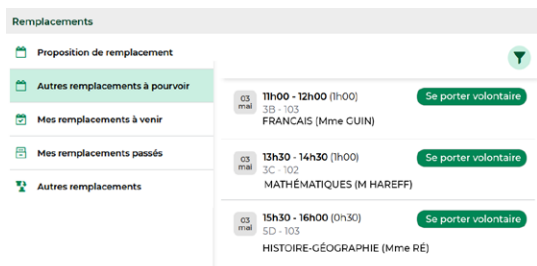 Remplacements
Proposition de remplacement
Autres remplacements à pourvoir
Mes remplacements à venir
Mes remplacements passés
Autres remplacements
03 mai
11h00 - 12h00 (1h00)
Se porter volontaire
3B - 103
FRANCAIS (Mme GUIN)
03 mai
13h30 - 14h30 (1h00)
Se porter volontaire
3C - 102
MATHÉMATIQUES (M HAREFF)
03 mai
15h30 - 16h00 (0h30)
Se porter volontaire
5D - 103
HISTOIRE-GÉOGRAPHIE (Mme RÉ)